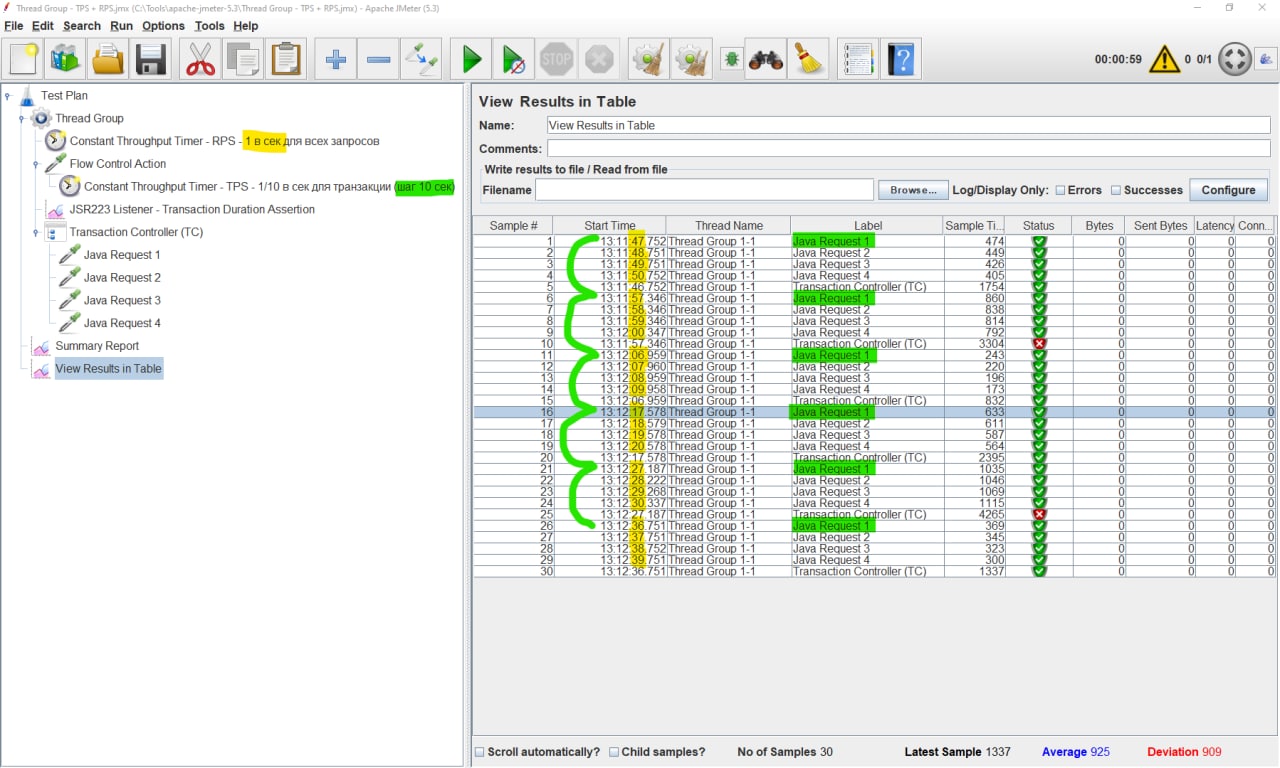 Thread Group - TPS + RPS.jmx (C:\Tools\apache-jmeter-5.3\Thread Group - TPS + RPS.jmx) - Apache JMeter (5.3)
File Edit Search Run Options Tools Help
STOP
00:00:59 0 0/1
Test Plan
Thread Group
Constant Throughput Timer - RPS - 1 в сек для всех запросов
Flow Control Action
Constant Throughput Timer - TPS - 1/10 в сек для транзакции (шаг 10 сек)
JSR223 Listener - Transaction Duration Assertion
Transaction Controller (TC)
Java Request 1
Java Request 2
Java Request 3
Java Request 4
Summary Report
View Results in Table
View Results in Table
Name: View Results in Table
Comments:
Write results to file / Read from file
Filename Browse... Log/Display Only: Errors Successes Configure
Sample # Start Time Thread Name Label Sample Ti... Status Bytes Sent Bytes Latency Conn...
1 13:11:47.752 Thread Group 1-1 Java Request 1 474 0 0 0 0
2 13:11:48.751 Thread Group 1-1 Java Request 2 449 0 0 0 0
3 13:11:49.751 Thread Group 1-1 Java Request 3 426 0 0 0 0
4 13:11:50.752 Thread Group 1-1 Java Request 4 405 0 0 0 0
5 13:11:46.752 Thread Group 1-1 Transaction Controller (TC) 1754 0 0 0 0
6 13:11:57.346 Thread Group 1-1 Java Request 1 860 0 0 0 0
7 13:11:58.346 Thread Group 1-1 Java Request 2 838 0 0 0 0
8 13:11:59.346 Thread Group 1-1 Java Request 3 814 0 0 0 0
9 13:12:00.347 Thread Group 1-1 Java Request 4 792 0 0 0 0
10 13:11:57.346 Thread Group 1-1 Transaction Controller (TC) 3304 0 0 0 0
11 13:12:06.959 Thread Group 1-1 Java Request 1 243 0 0 0 0
12 13:12:07.960 Thread Group 1-1 Java Request 2 220 0 0 0 0
13 13:12:08.959 Thread Group 1-1 Java Request 3 196 0 0 0 0
14 13:12:09.958 Thread Group 1-1 Java Request 4 173 0 0 0 0
15 13:12:06.959 Thread Group 1-1 Transaction Controller (TC) 832 0 0 0 0
16 13:12:17.578 Thread Group 1-1 Java Request 1 633 0 0 0 0
17 13:12:18.579 Thread Group 1-1 Java Request 2 611 0 0 0 0
18 13:12:19.578 Thread Group 1-1 Java Request 3 587 0 0 0 0
19 13:12:20.578 Thread Group 1-1 Java Request 4 564 0 0 0 0
20 13:12:17.578 Thread Group 1-1 Transaction Controller (TC) 2395 0 0 0 0
21 13:12:27.187 Thread Group 1-1 Java Request 1 1035 0 0 0 0
22 13:12:28.222 Thread Group 1-1 Java Request 2 1046 0 0 0 0
23 13:12:29.268 Thread Group 1-1 Java Request 3 1069 0 0 0 0
24 13:12:30.337 Thread Group 1-1 Java Request 4 1115 0 0 0 0
25 13:12:27.187 Thread Group 1-1 Transaction Controller (TC) 4265 0 0 0 0
26 13:12:36.751 Thread Group 1-1 Java Request 1 369 0 0 0 0
27 13:12:37.751 Thread Group 1-1 Java Request 2 345 0 0 0 0
28 13:12:38.752 Thread Group 1-1 Java Request 3 323 0 0 0 0
29 13:12:39.751 Thread Group 1-1 Java Request 4 300 0 0 0 0
30 13:12:36.751 Thread Group 1-1 Transaction Controller (TC) 1337 0 0 0 0
Scroll automatically? Child samples? No of Samples 30 Latest Sample 1337 Average 925 Deviation 909